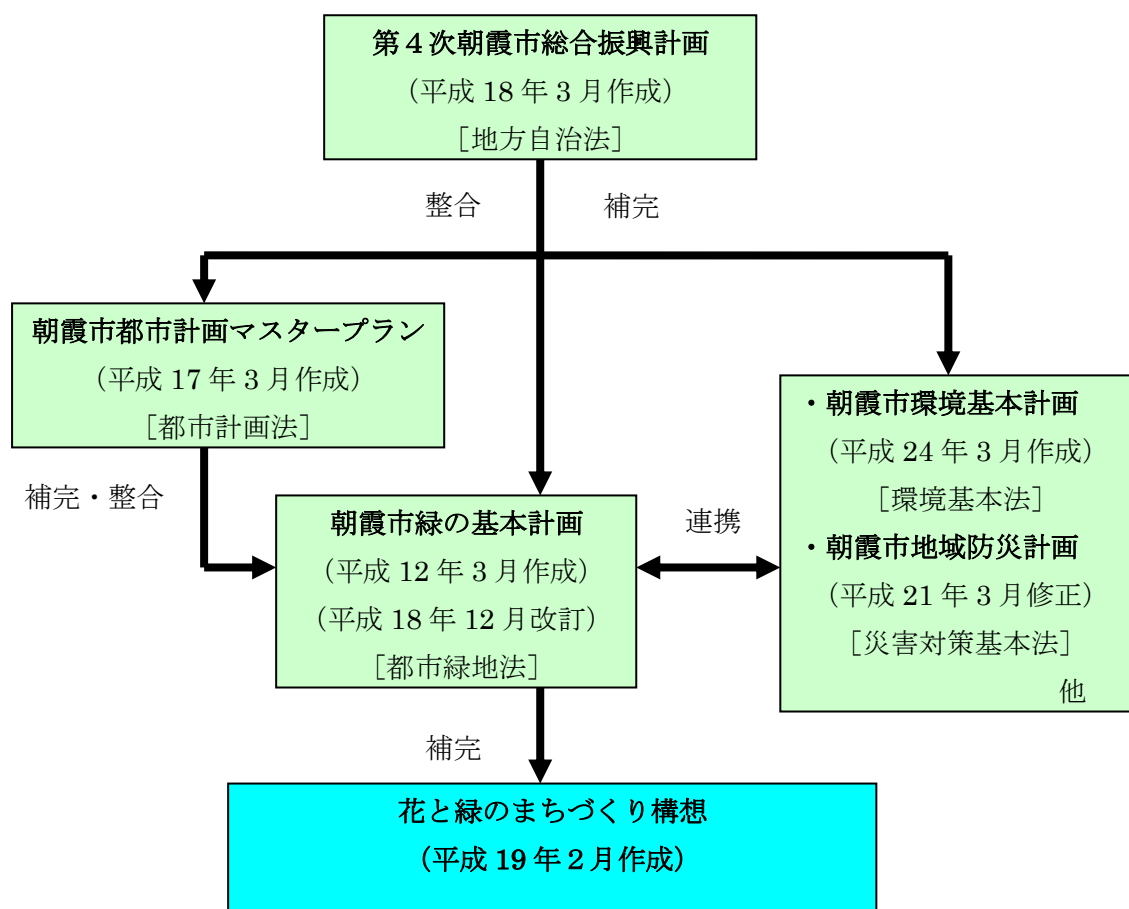 第４次朝霞市総合振興計画
（平成 18 年 3 月作成）
［地方自治法］
整合
補完
朝霞市都市計画マスタープラン
（平成 17 年 3 月作成）
［都市計画法］
・朝霞市環境基本計画
（平成 24 年 3 月作成）
［環境基本法］
・朝霞市地域防災計画
（平成 21 年 3 月修正）
［災害対策基本法］
他
補完・整合
朝霞市緑の基本計画
（平成 12 年 3 月作成）
（平成 18 年 12 月改訂）
［都市緑地法］
連携
補完
花と緑のまちづくり構想
（平成 19 年２月作成）